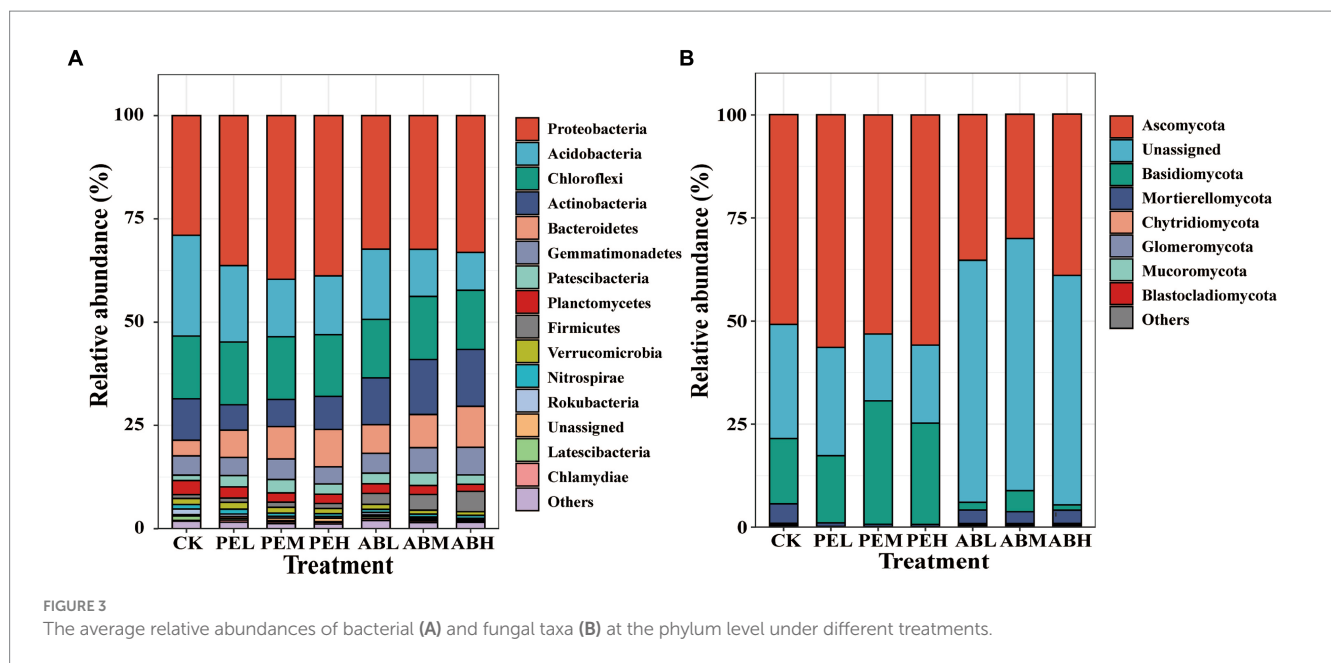 A
Relative abundance (%)
100
75
50
25
0
CK PEL PEM PEH ABL ABM ABH
Treatment
Proteobacteria
Acidobacteria
Chloroflexi
Actinobacteria
Bacteroidetes
Gemmatimonadetes
Patescibacteria
Planctomycetes
Firmicutes
Verrucomicrobia
Nitrospirae
Rokubacteria
Unassigned
Latescibacteria
Chlamydiae
Others
B
Relative abundance (%)
100
75
50
25
0
CK PEL PEM PEH ABL ABM ABH
Treatment
Ascomycota
Unassigned
Basidiomycota
Mortierellomycota
Chytridiomycota
Glomeromycota
Mucoromycota
Blastocladiomycota
Others
FIGURE 3
The average relative abundances of bacterial (A) and fungal taxa (B) at the phylum level under different treatments.